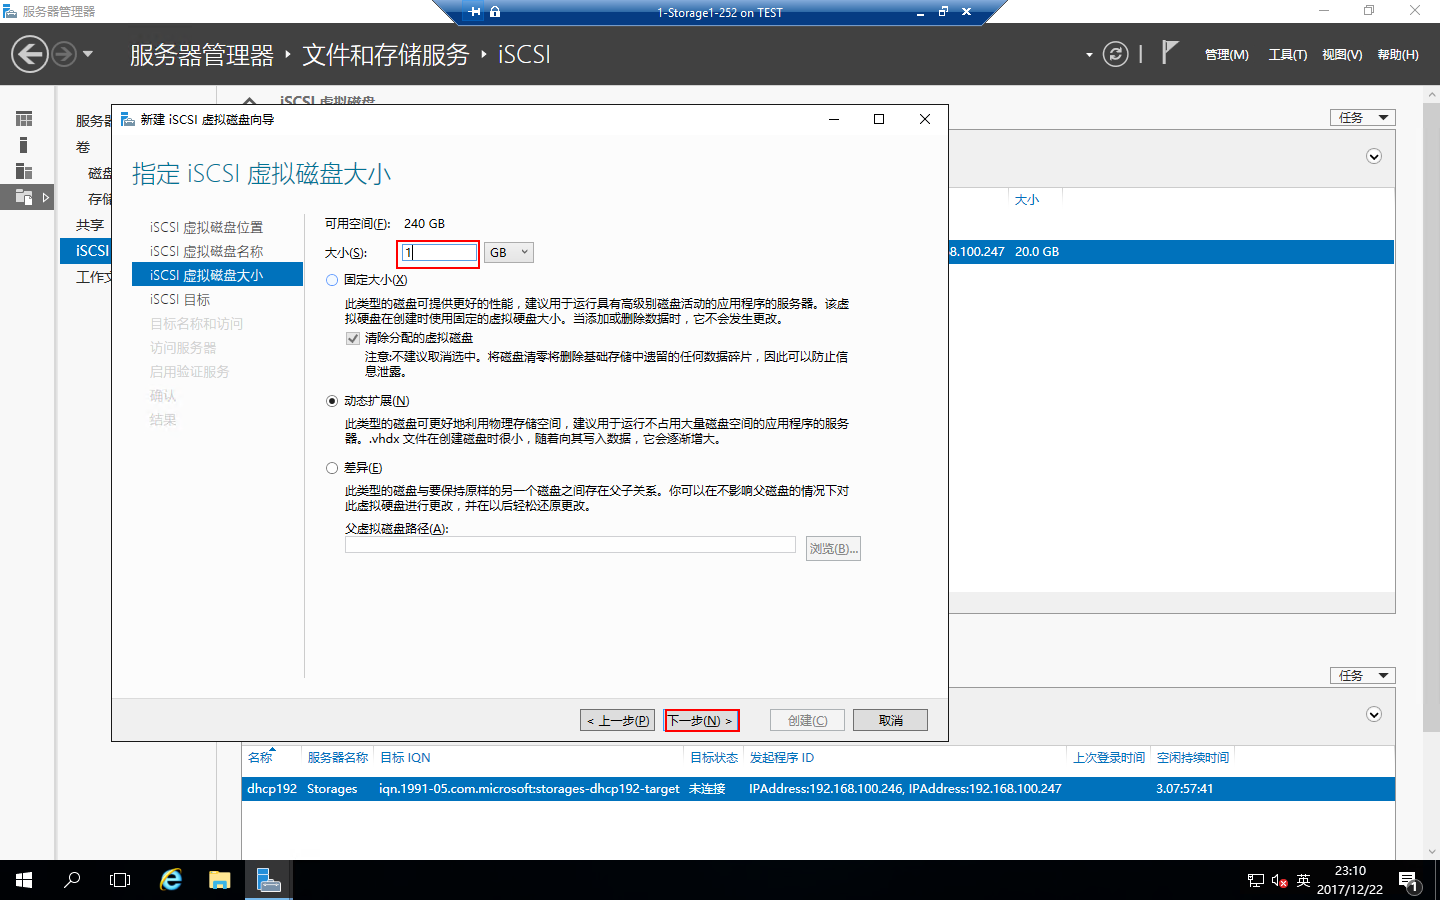 服务器管理器
1-Storage1-252 on TEST
服务器管理器 ‣ 文件和存储服务 ‣ iSCSI
管理(M) 工具(T) 视图(V) 帮助(H)
服务器
卷
磁盘
存储
共享
iSCSI
工作文
iSCSI 虚拟磁盘
任务
大小
8.100.247 20.0 GB
新建 iSCSI 虚拟磁盘向导
指定 iSCSI 虚拟磁盘大小
iSCSI 虚拟磁盘位置
iSCSI 虚拟磁盘名称
iSCSI 虚拟磁盘大小
iSCSI 目标
目标名称和访问
访问服务器
启用验证服务
确认
结果
可用空间(F): 240 GB
大小(S): 1 GB
固定大小(X)
此类型的磁盘可提供更好的性能，建议用于运行具有高级别磁盘活动的应用程序的服务器。该虚
拟硬盘在创建时使用固定的虚拟硬盘大小。当添加或删除数据时，它不会发生更改。
清除分配的虚拟磁盘
注意:不建议取消选中。将磁盘清零将删除基础存储中遗留的任何数据碎片，因此可以防止信
息泄露。
动态扩展(N)
此类型的磁盘可更好地利用物理存储空间，建议用于运行不占用大量磁盘空间的应用程序的服务
器。.vhdx 文件在创建磁盘时很小，随着向其写入数据，它会逐渐增大。
差异(E)
此类型的磁盘与要保持原样的另一个磁盘之间存在父子关系。你可以在不影响父磁盘的情况下对
此虚拟硬盘进行更改，并在以后轻松还原更改。
父虚拟磁盘路径(A):
浏览(B)...
< 上一步(P) 下一步(N) > 创建(C) 取消
任务
名称 服务器名称 目标 IQN 目标状态 发起程序 ID 上次登录时间 空闲持续时间
dhcp192 Storages iqn.1991-05.com.microsoft:storages-dhcp192-target 未连接 IPAddress:192.168.100.246, IPAddress:192.168.100.247 3.07:57:41
英
23:10
2017/12/22
1